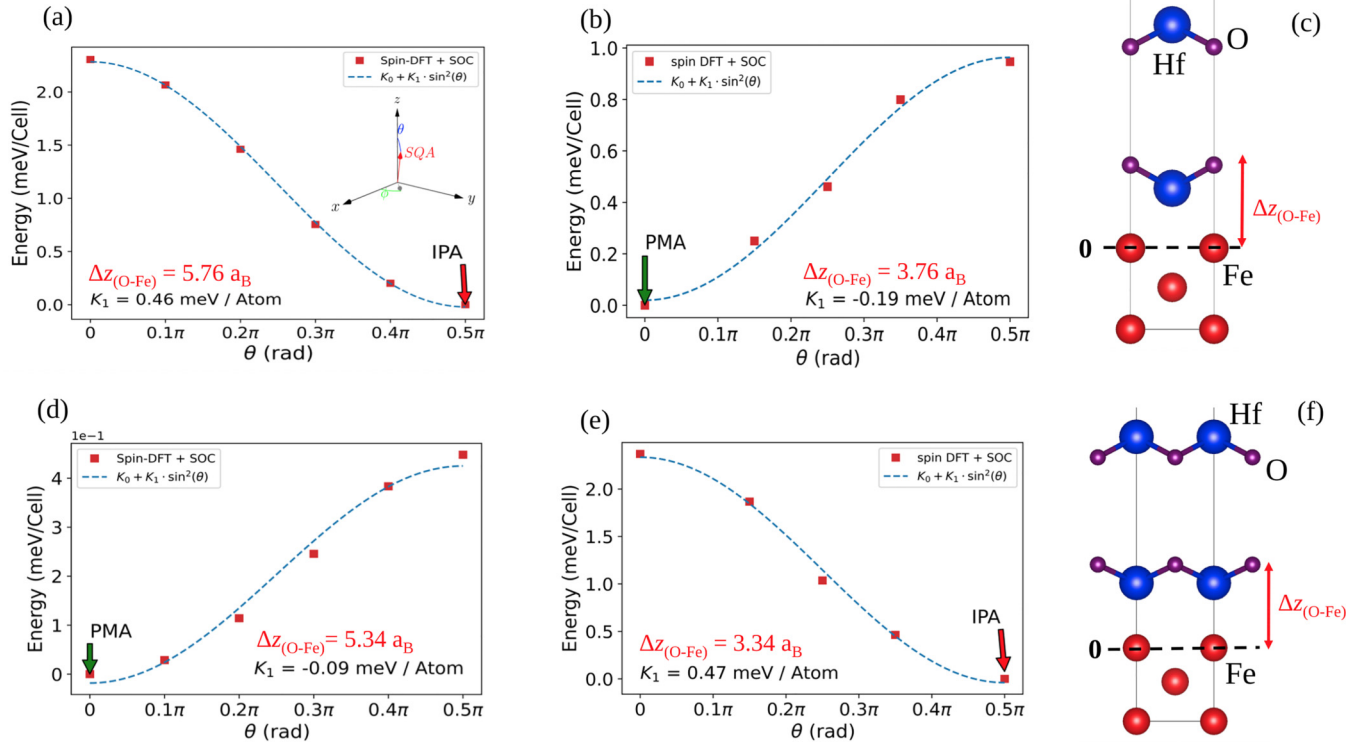 (a)
Energy (meV/Cell)
2.0
1.5
1.0
0.5
0.0
Spin-DFT + SOC
K₀ + K₁ · sin²(θ)
z
θ
SQA
ϕ
x
y
IPA
Δz(O-Fe) = 5.76 aB
K₁ = 0.46 meV / Atom
0 0.1π 0.2π 0.3π 0.4π 0.5π
θ (rad)
(b)
Energy (meV/Cell)
1.0
0.8
0.6
0.4
0.2
0.0
spin DFT + SOC
K₀ + K₁ · sin²(θ)
PMA
Δz(O-Fe) = 3.76 aB
K₁ = -0.19 meV / Atom
0 0.1π 0.2π 0.3π 0.4π 0.5π
θ (rad)
(c)
O
Hf
Δz(O-Fe)
0
Fe
(d)
1e−1
Energy (meV/Cell)
4
3
2
1
0
Spin-DFT + SOC
K₀ + K₁ · sin²(θ)
PMA
Δz(O-Fe)= 5.34 aB
K₁ = -0.09 meV / Atom
0 0.1π 0.2π 0.3π 0.4π 0.5π
θ (rad)
(e)
Energy (meV/Cell)
2.0
1.5
1.0
0.5
0.0
spin DFT + SOC
K₀ + K₁ · sin²(θ)
IPA
Δz(O-Fe) = 3.34 aB
K₁ = 0.47 meV / Atom
0 0.1π 0.2π 0.3π 0.4π 0.5π
θ (rad)
(f)
Hf
O
Δz(O-Fe)
0
Fe